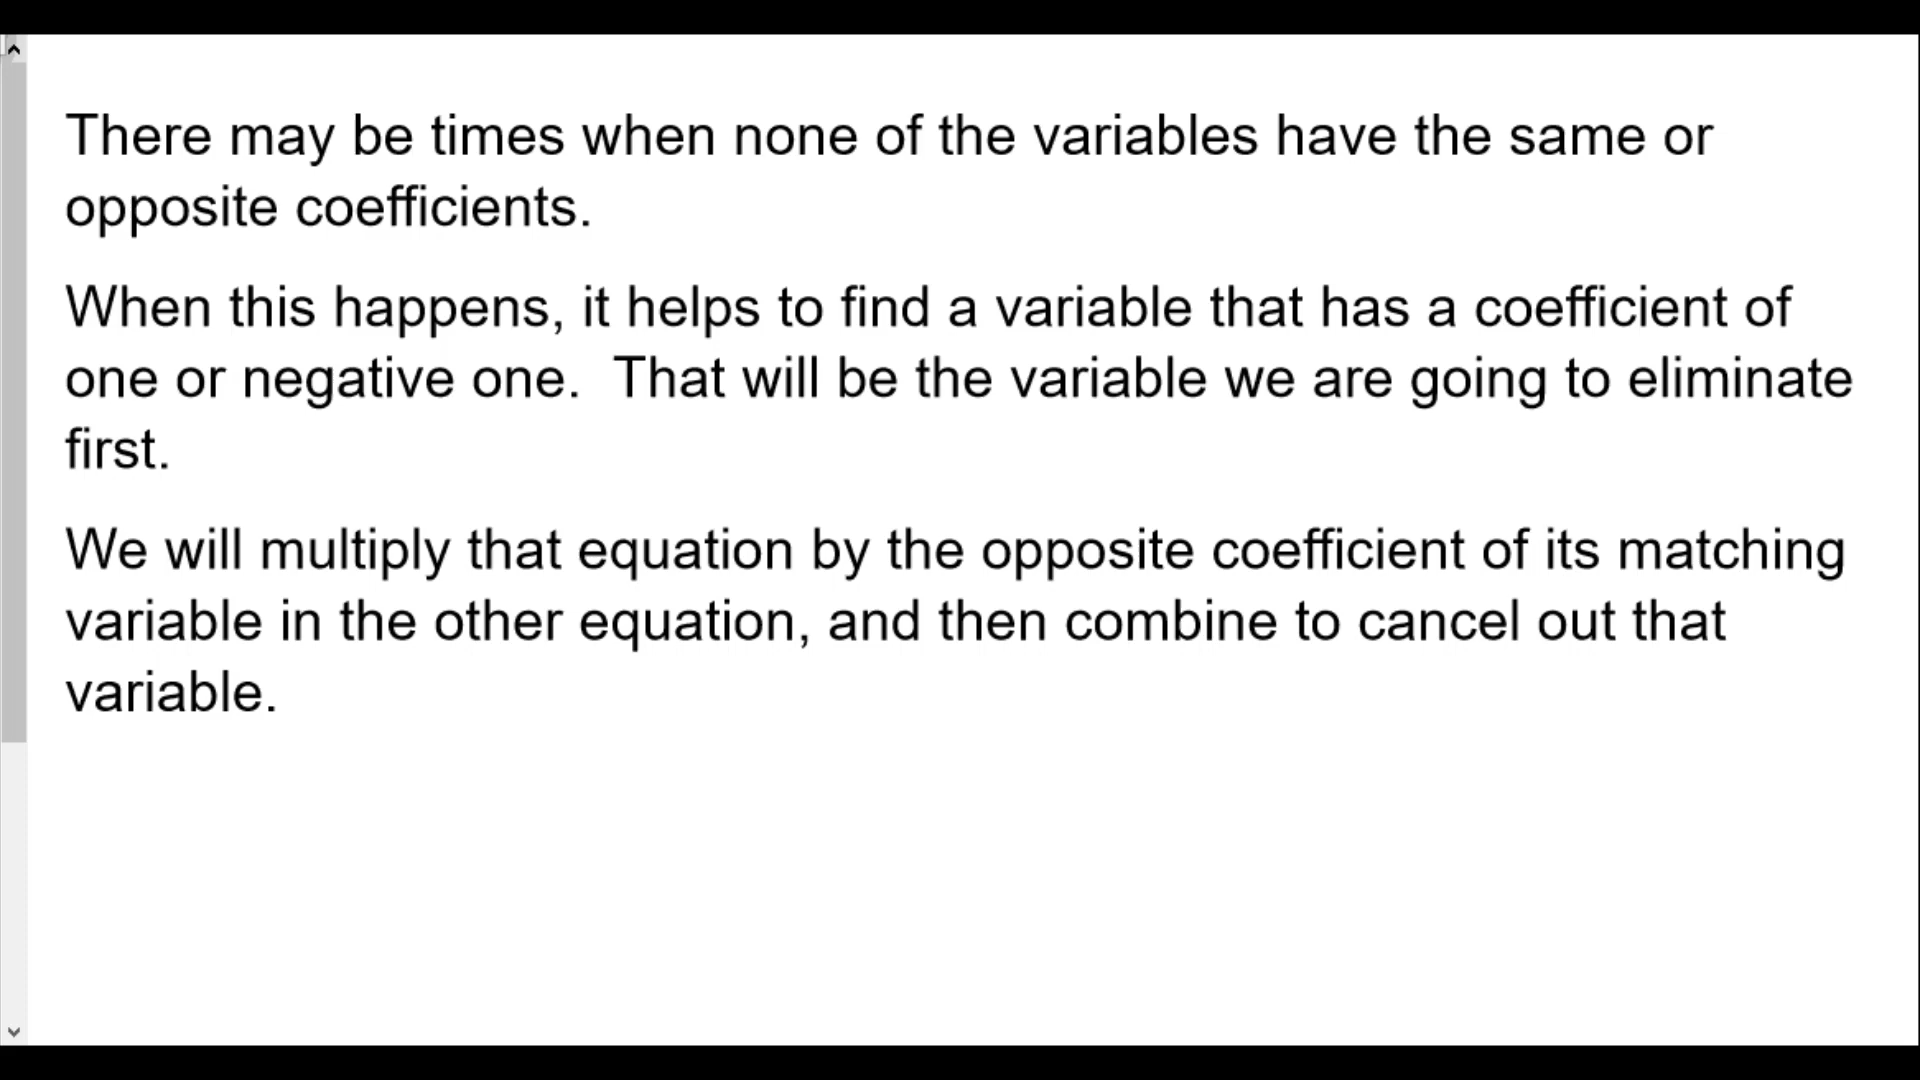 There may be times when none of the variables have the same or
opposite coefficients.
When this happens, it helps to find a variable that has a coefficient of
one or negative one.  That will be the variable we are going to eliminate
first.
We will multiply that equation by the opposite coefficient of its matching
variable in the other equation, and then combine to cancel out that
variable.